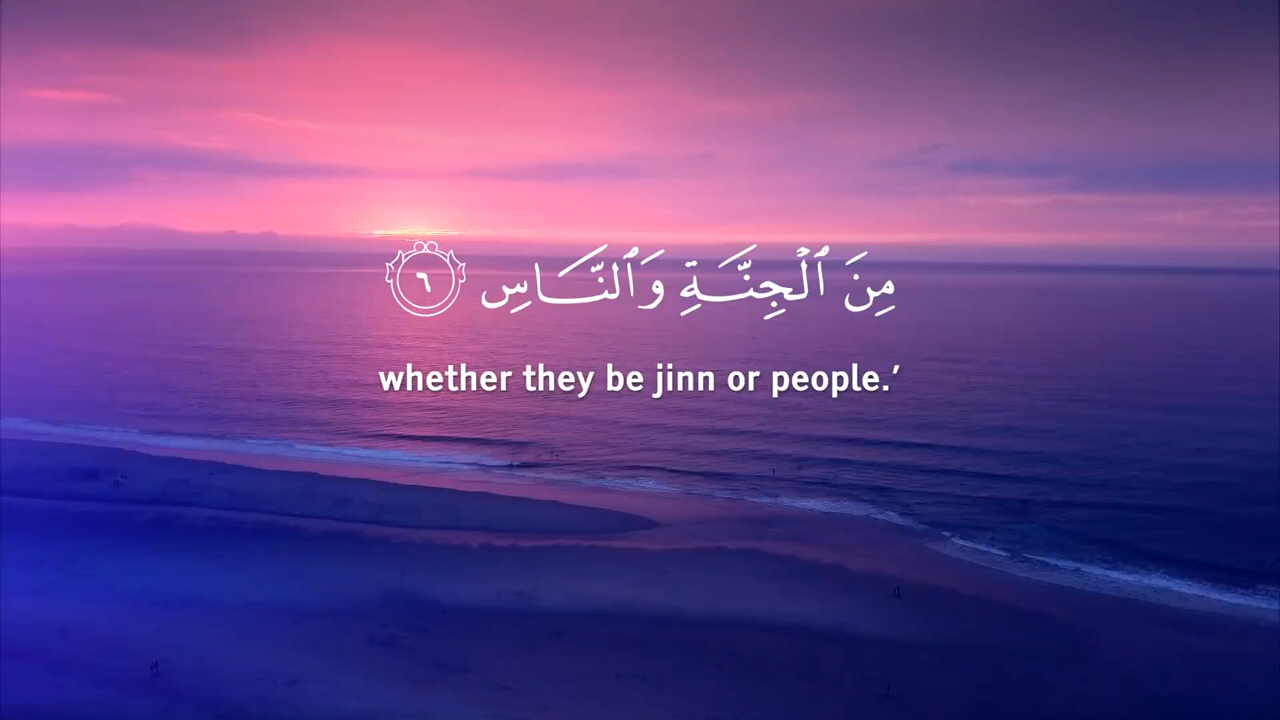 مِنَ ٱلْجِنَّةِ وَٱلنَّاسِ ٦
whether they be jinn or people.’